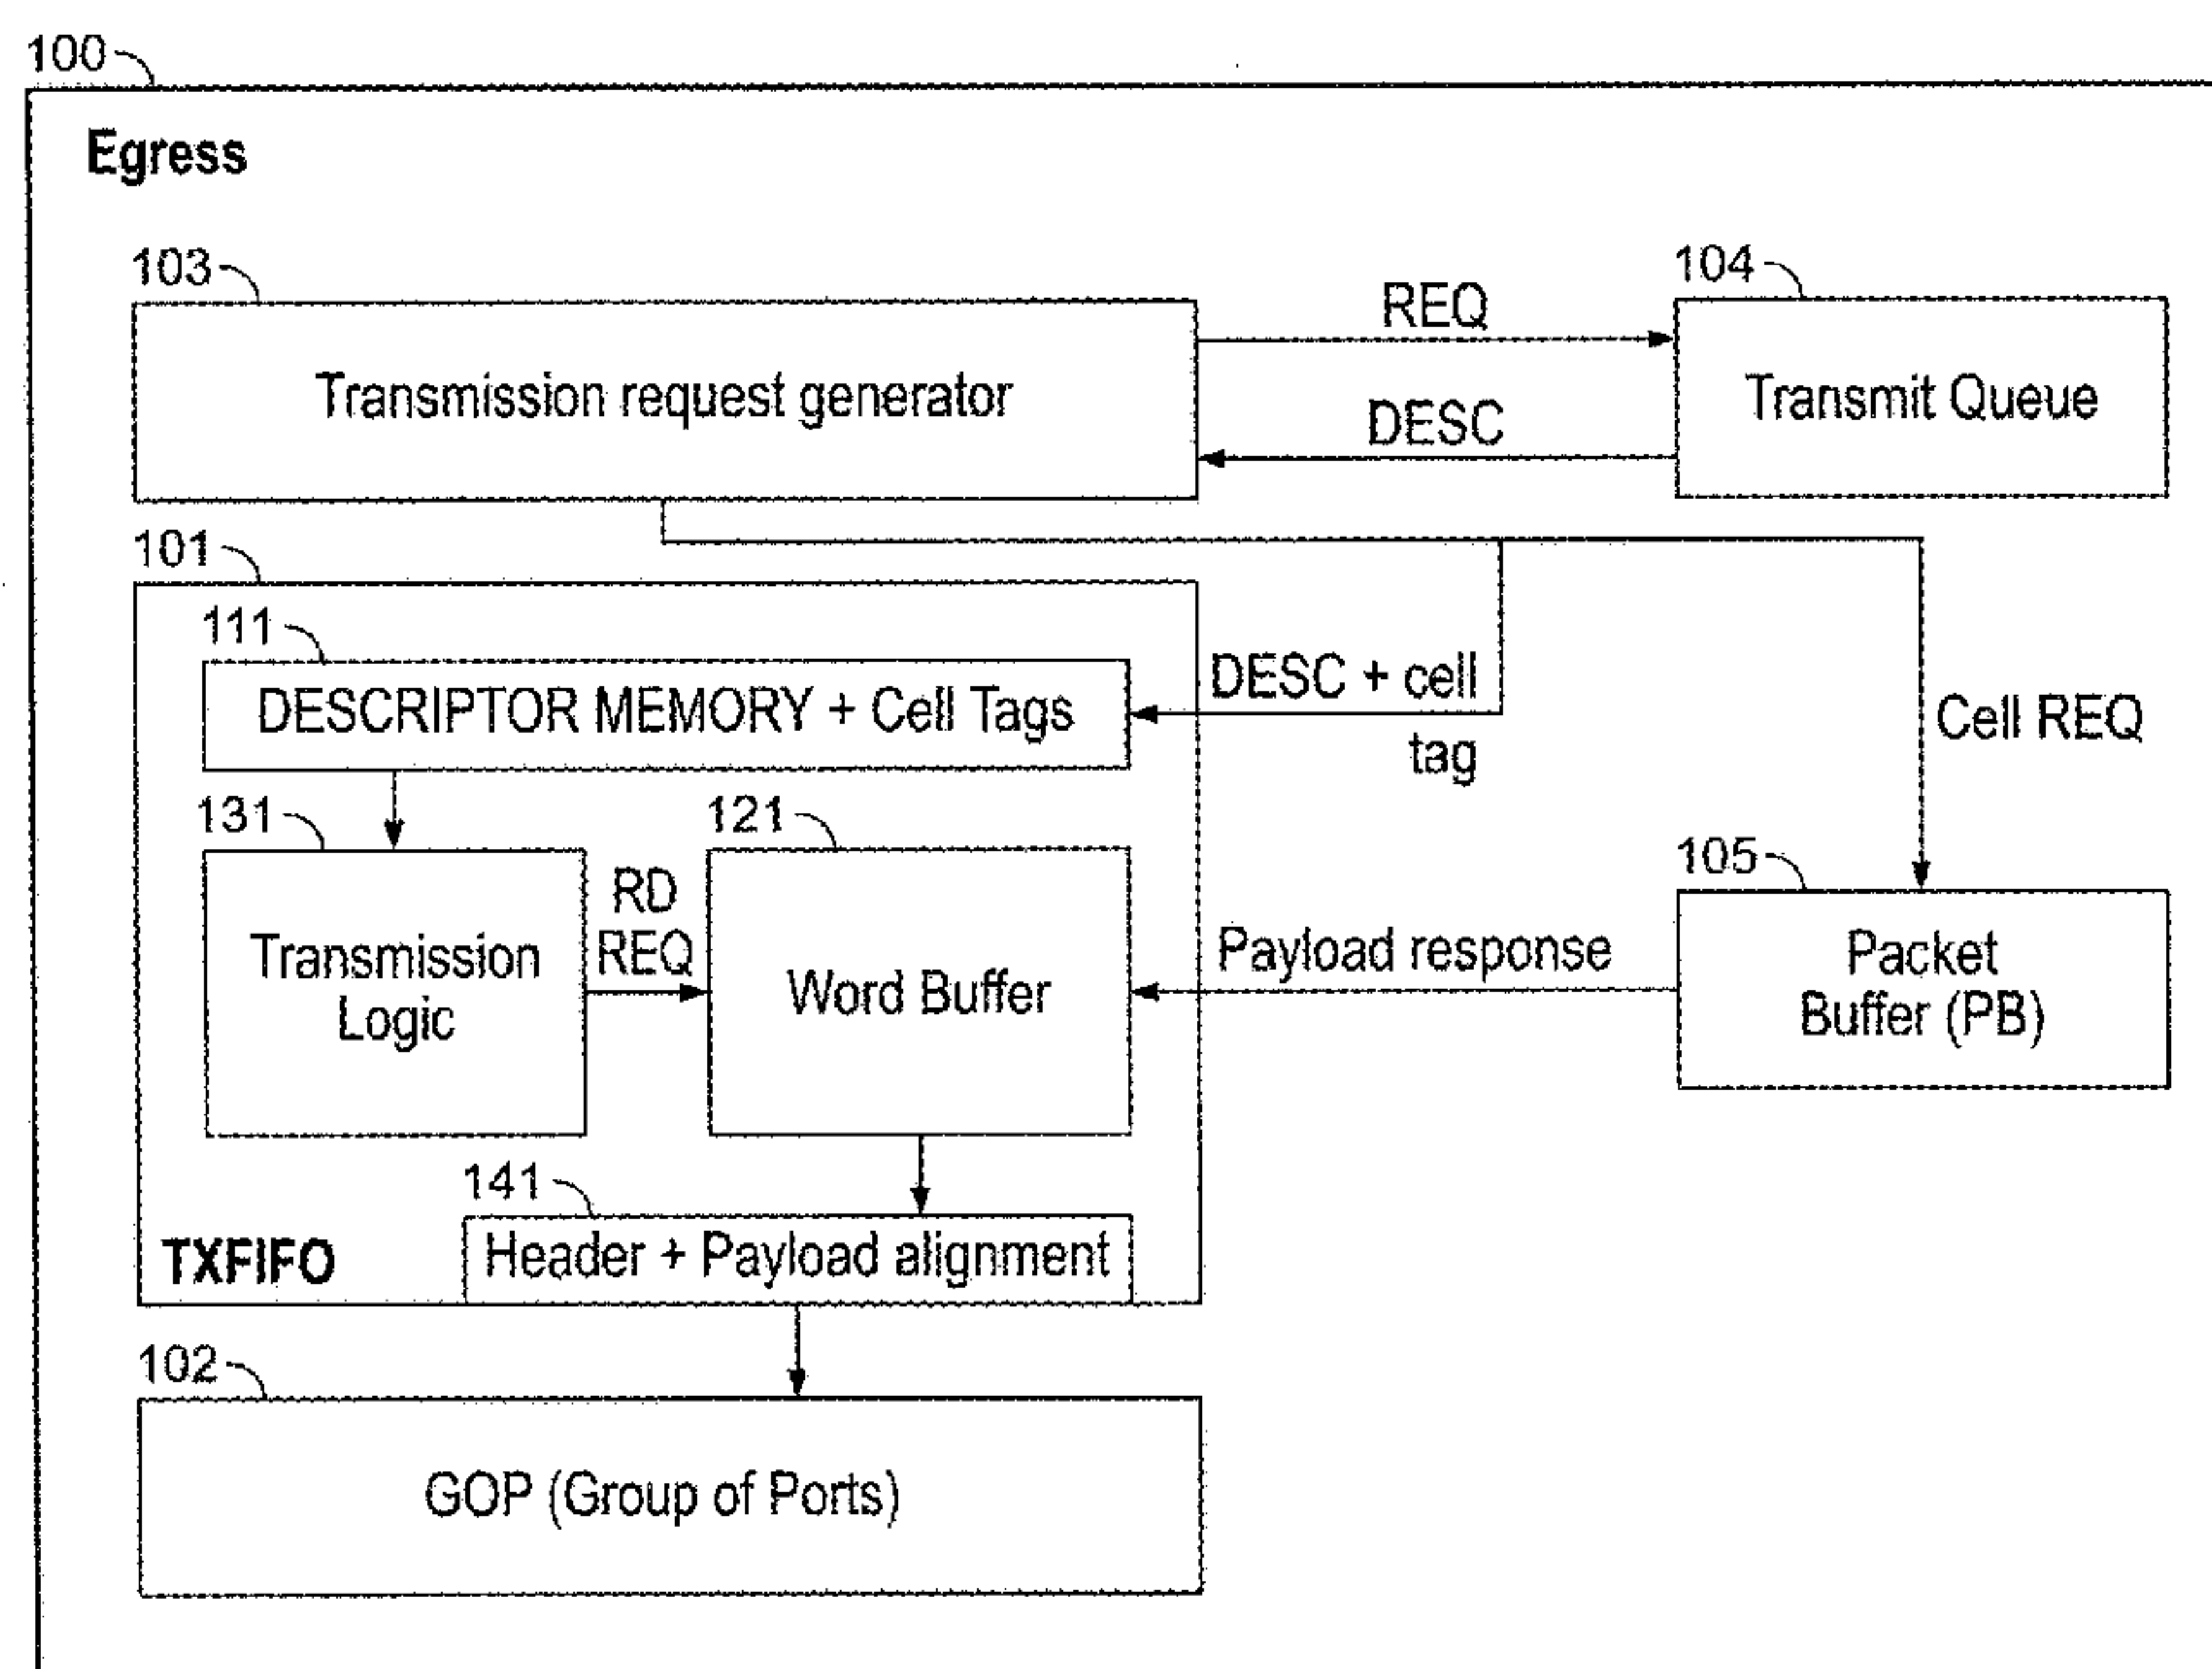 100
Egress
103
Transmission request generator
REQ
DESC
104
Transmit Queue
101
111
DESCRIPTOR MEMORY + Cell Tags
DESC + cell
tag
Cell REQ
131
Transmission
Logic
RD
REQ
121
Word Buffer
Payload response
105
Packet
Buffer (PB)
141
Header + Payload alignment
TXFIFO
102
GOP (Group of Ports)